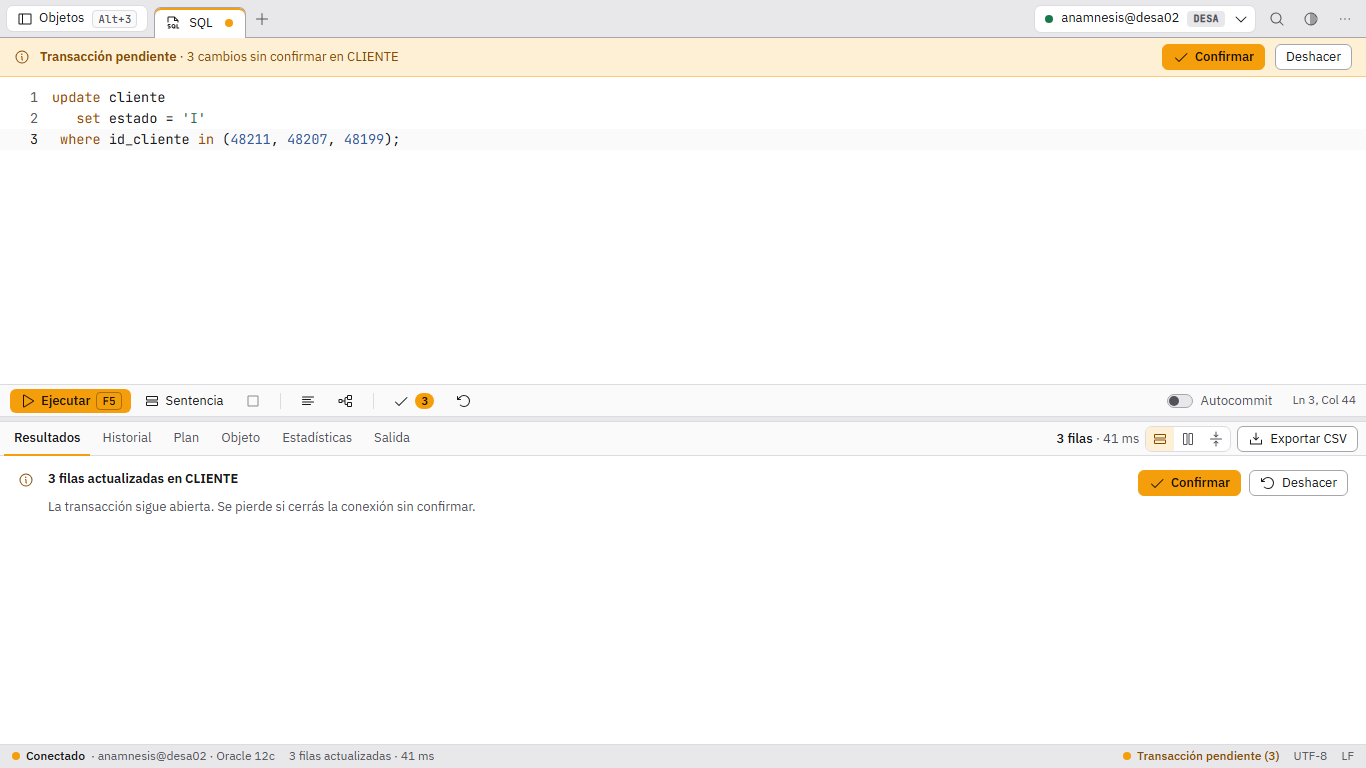 Objetos Alt+3 SQL anamnesis@desa02 DESA
Transacción pendiente · 3 cambios sin confirmar en CLIENTE Confirmar Deshacer
1 update cliente
2 set estado = 'I'
3 where id_cliente in (48211, 48207, 48199);
Ejecutar F5 Sentencia 3 Autocommit Ln 3, Col 44
Resultados Historial Plan Objeto Estadísticas Salida 3 filas · 41 ms Exportar CSV
3 filas actualizadas en CLIENTE Confirmar Deshacer
La transacción sigue abierta. Se pierde si cerrás la conexión sin confirmar.
Conectado · anamnesis@desa02 · Oracle 12c 3 filas actualizadas · 41 ms Transacción pendiente (3) UTF-8 LF